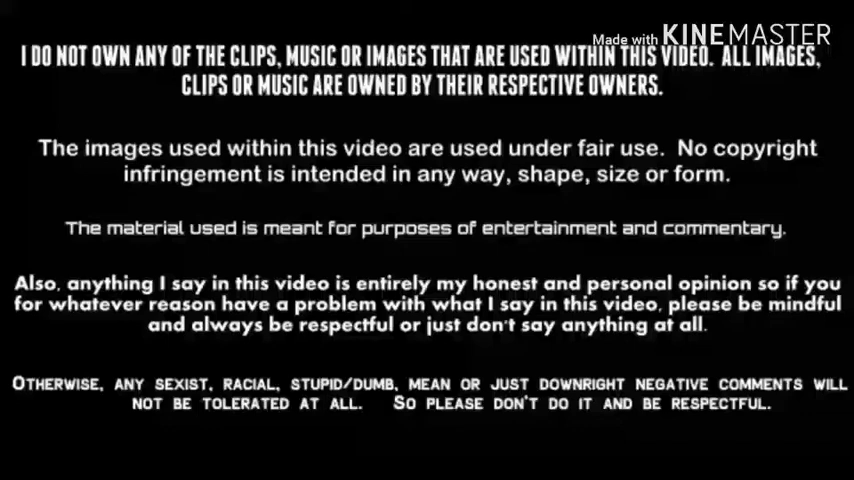 Made with KINEMASTER
I DO NOT OWN ANY OF THE CLIPS, MUSIC OR IMAGES THAT ARE USED WITHIN THIS VIDEO. ALL IMAGES,
CLIPS OR MUSIC ARE OWNED BY THEIR RESPECTIVE OWNERS.
The images used within this video are used under fair use. No copyright
infringement is intended in any way, shape, size or form.
The material used is meant for purposes of entertainment and commentary.
Also, anything I say in this video is entirely my honest and personal opinion so if you
for whatever reason have a problem with what I say in this video, please be mindful
and always be respectful or just don't say anything at all.
OTHERWISE, ANY SEXIST, RACIAL, STUPID/DUMB, MEAN OR JUST DOWNRIGHT NEGATIVE COMMENTS WILL
NOT BE TOLERATED AT ALL. SO PLEASE DON'T DO IT AND BE RESPECTFUL.